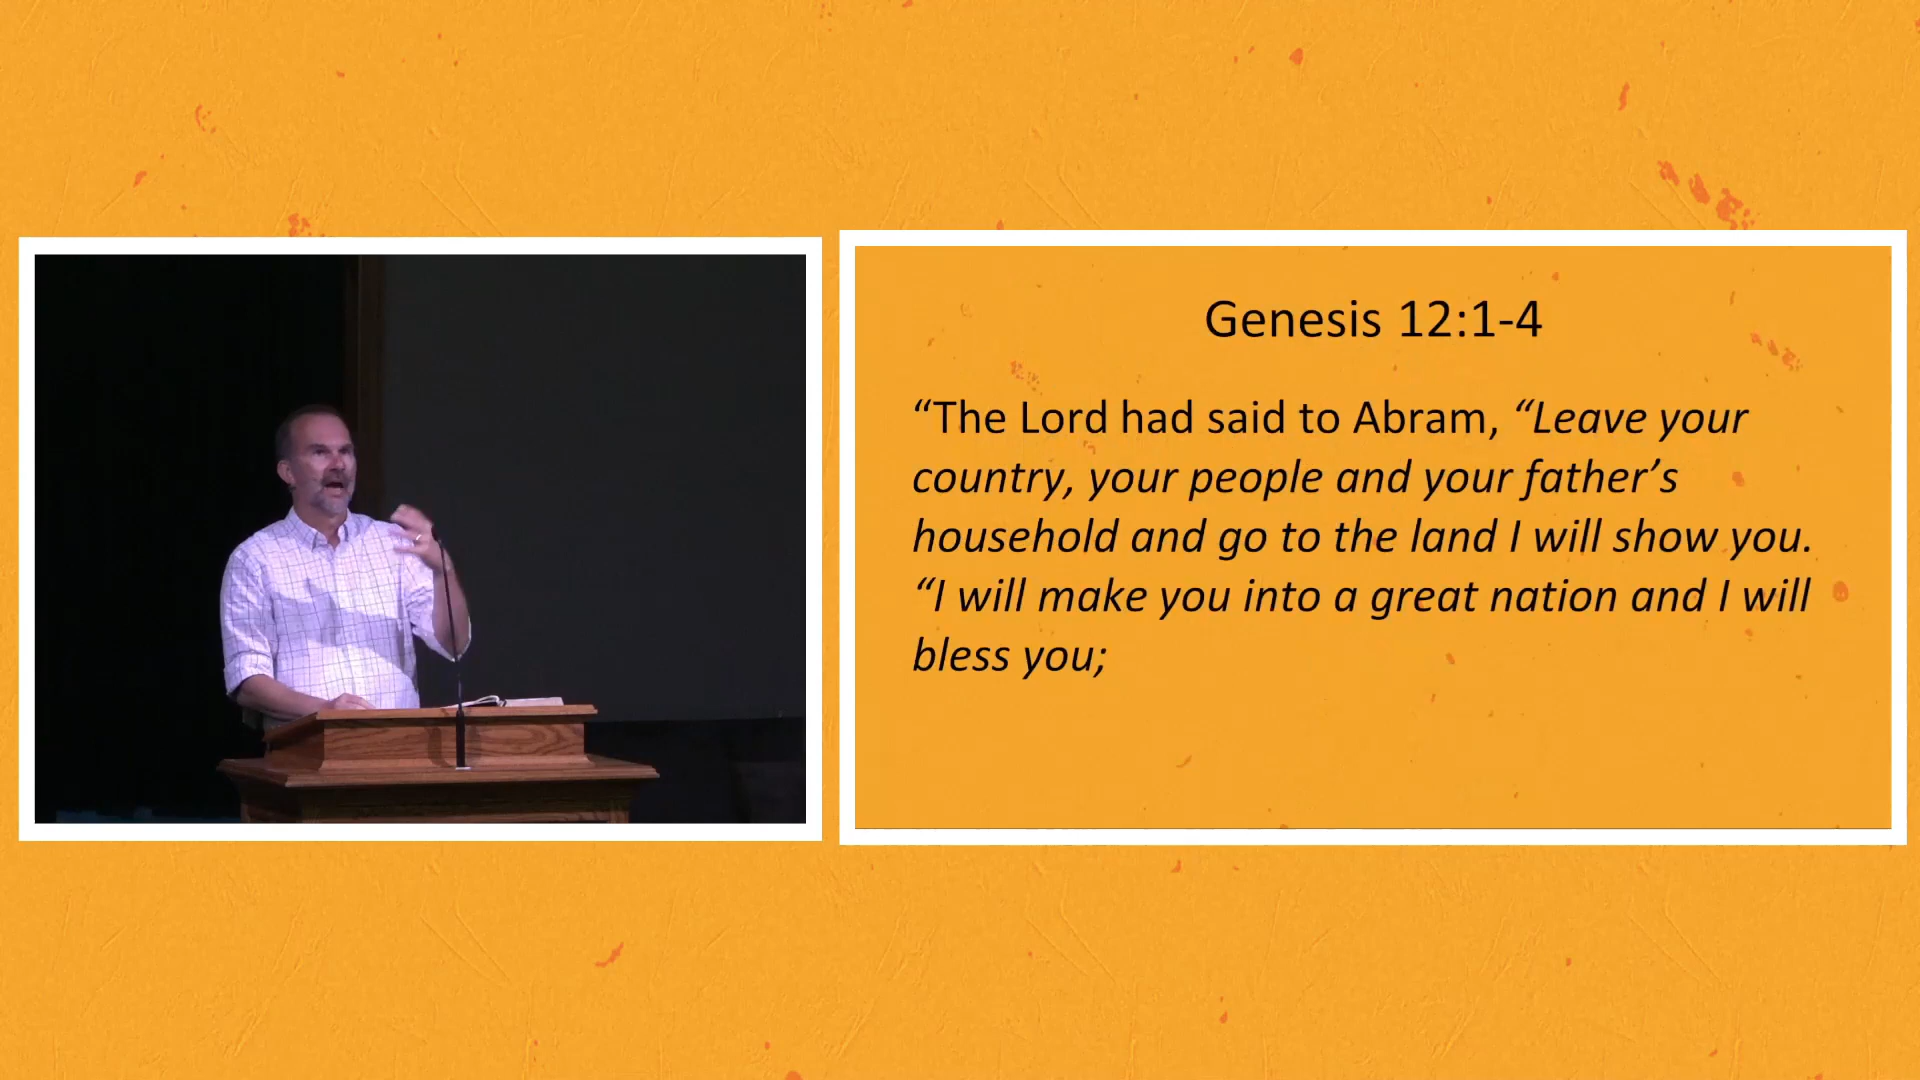 Genesis 12:1-4
“The Lord had said to Abram, “Leave your
country, your people and your father’s
household and go to the land I will show you.
“I will make you into a great nation and I will
bless you;